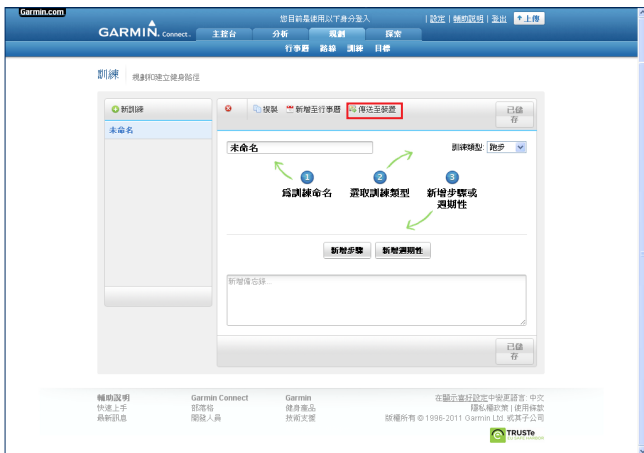 Garmin.com
GARMIN. Connect™
您目前是使用以下身分登入
| 設定 | 輔助說明 | 登出 上傳
主控台 分析 規劃 探索
行事曆 路線 訓練 目標
訓練 規劃和建立健身路徑
新訓練
未命名
複製 新增至行事曆 傳送至裝置
已儲
存
未命名
訓練類型: 跑步
1 2 3
為訓練命名 選取訓練類型 新增步驟或
週期性
新增步驟 新增週期性
新增備忘錄...
已儲
存
輔助說明 Garmin Connect Garmin 在顯示喜好設定中變更語言: 中文
快速上手 部落格 健身產品 隱私權政策 | 使用條款
最新訊息 開發人員 技術支援 版權所有 © 1996-2011 Garmin Ltd. 或其子公司
TRUSTe